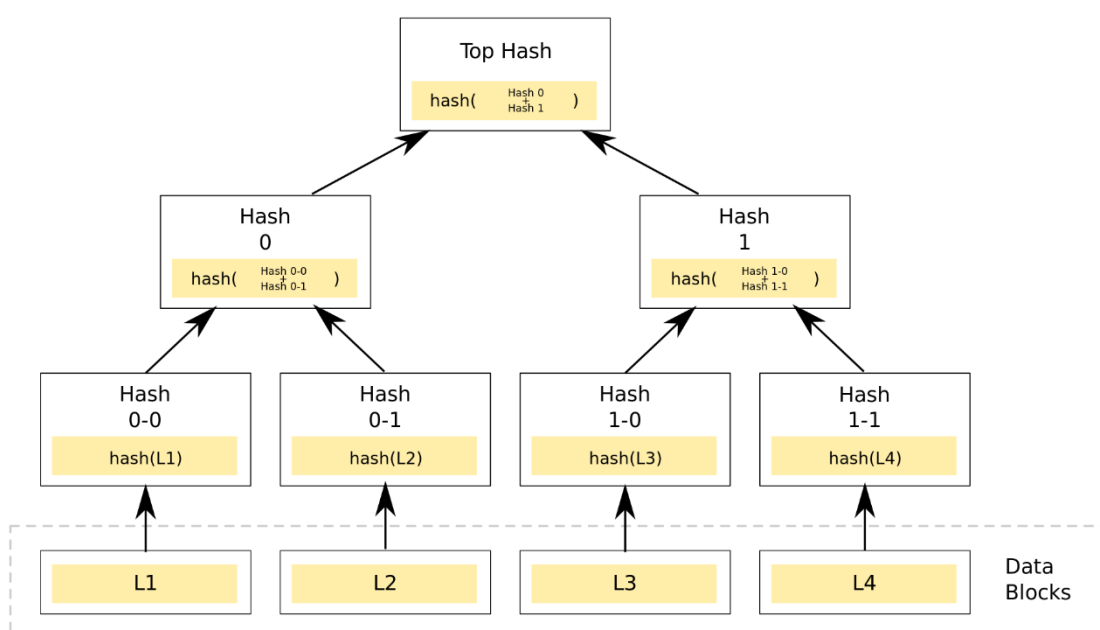 Top Hash
hash( Hash 0 + Hash 1 )
Hash
0
hash( Hash 0-0 + Hash 0-1 )
Hash
1
hash( Hash 1-0 + Hash 1-1 )
Hash
0-0
hash(L1)
Hash
0-1
hash(L2)
Hash
1-0
hash(L3)
Hash
1-1
hash(L4)
L1
L2
L3
L4
Data
Blocks